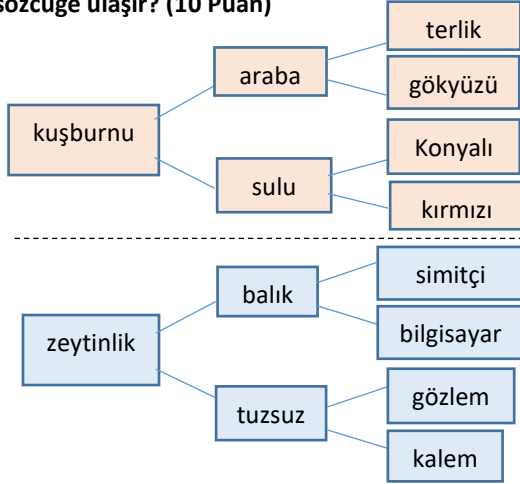 sözcüğe ulaşır? (10 Puan)
terlik
araba
gökyüzü
kuşburnu
Konyalı
sulu
kırmızı
simitçi
balık
bilgisayar
zeytinlik
gözlem
tuzsuz
kalem